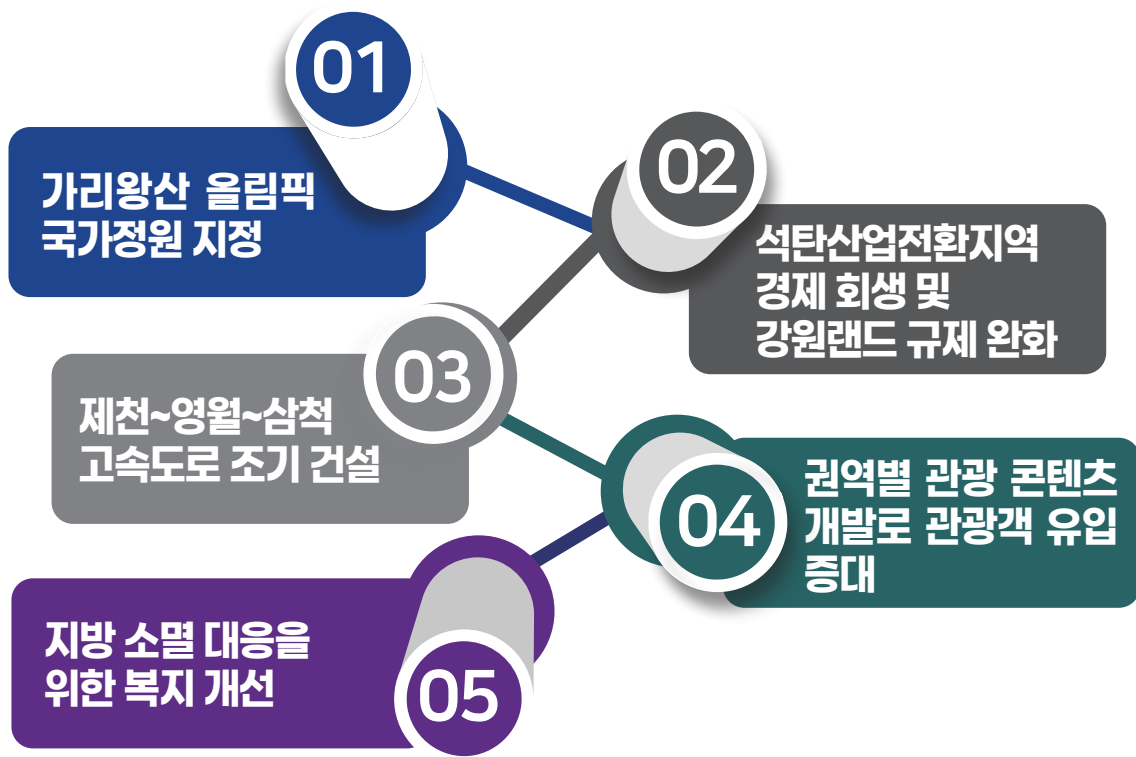 01
가리왕산 올림픽
국가정원 지정
02
석탄산업전환지역
경제 회생 및
강원랜드 규제 완화
03
제천~영월~삼척
고속도로 조기 건설
04
권역별 관광 콘텐츠
개발로 관광객 유입
증대
05
지방 소멸 대응을
위한 복지 개선